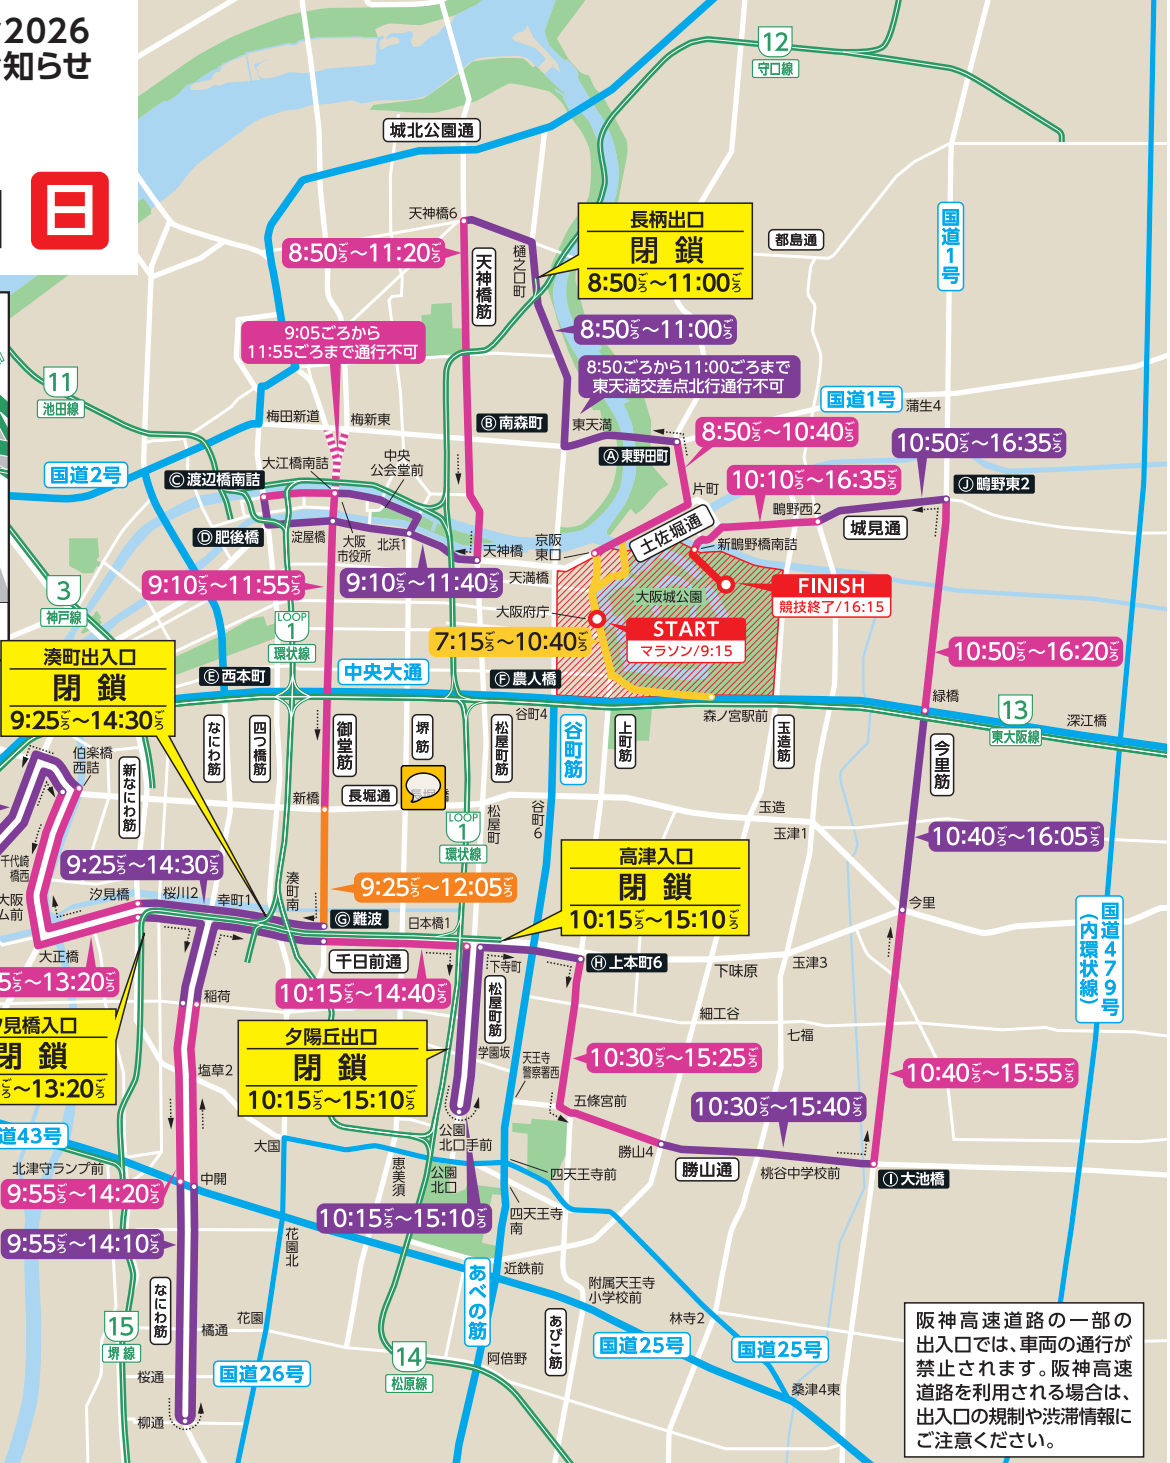 2026
知らせ
日
12
守口線
城北公園通
天神橋6
長柄出口
閉鎖
8:50ごろ〜11:00ごろ
都島通
国道1号
8:50ごろ〜11:20ごろ
天神橋筋
樋之口町
8:50ごろ〜11:00ごろ
9:05ごろから
11:55ごろまで通行不可
8:50ごろから11:00ごろまで
東天満交差点北行通行不可
11
池田線
国道1号
蒲生4
梅田新道
梅新東
Ⓑ南森町
東天満
8:50ごろ〜10:40ごろ
10:50ごろ〜16:35ごろ
Ⓐ東野田町
国道2号
大江橋南詰
中央
公会堂前
Ⓒ渡辺橋南詰
10:10ごろ〜16:35ごろ
Ⓙ鴫野東2
片町
鴫野西2
城見通
Ⓓ肥後橋
淀屋橋
大阪
市役所
北浜1
天神橋
京阪
東口
土佐堀通
新鴫野橋南詰
3
神戸線
9:10ごろ〜11:55ごろ
9:10ごろ〜11:40ごろ
天満橋
大阪城公園
FINISH
競技終了/16:15
大阪府庁
START
マラソン/9:15
LOOP
1
環状線
7:15ごろ〜10:40ごろ
湊町出入口
閉鎖
9:25ごろ〜14:30ごろ
10:50ごろ〜16:20ごろ
Ⓔ西本町
中央大通
Ⓕ農人橋
緑橋
13
東大阪線
深江橋
谷町4
森ノ宮駅前
なにわ筋
四つ橋筋
御堂筋
堺筋
松屋町筋
谷町筋
上町筋
玉造筋
今里筋
伯楽橋
西詰
新なにわ筋
新橋
長堀通
松屋町
谷町6
玉造
玉津1
LOOP
1
環状線
10:40ごろ〜16:05ごろ
千代崎
橋西
9:25ごろ〜14:30ごろ
高津入口
閉鎖
10:15ごろ〜15:10ごろ
大阪
ム前
汐見橋
桜川2
幸町1
湊町南
9:25ごろ〜12:05ごろ
Ⓖ難波
日本橋1
今里
国道479号
(内環状線)
大正橋
千日前通
下寺町
Ⓗ上本町6
下味原
玉津3
5ごろ〜13:20ごろ
10:15ごろ〜14:40ごろ
松屋町筋
稲荷
細工谷
七福
夕見橋入口
閉鎖
ごろ〜13:20ごろ
夕陽丘出口
閉鎖
10:15ごろ〜15:10ごろ
学園坂
天王寺
警察署西
10:30ごろ〜15:25ごろ
塩草2
10:40ごろ〜15:55ごろ
五條宮前
10:30ごろ〜15:40ごろ
道43号
大国
公園
北口手前
勝山4
勝山通
桃谷中学校前
Ⓘ大池橋
北津守ランプ前
中開
恵美須
公園
北口
四天王寺前
9:55ごろ〜14:20ごろ
10:15ごろ〜15:10ごろ
四天王寺
南
9:55ごろ〜14:10ごろ
花園北
なにわ筋
あべの筋
近鉄前
附属天王寺
小学校前
林寺2
15
堺線
橘通
花園
あびこ筋
国道25号
国道25号
14
松原線
阿倍野
桜通
国道26号
桑津4東
柳通
阪神高速道路の一部の
出入口では、車両の通行が
禁止されます。阪神高速
道路を利用される場合は、
出入口の規制や渋滞情報に
ご注意ください。